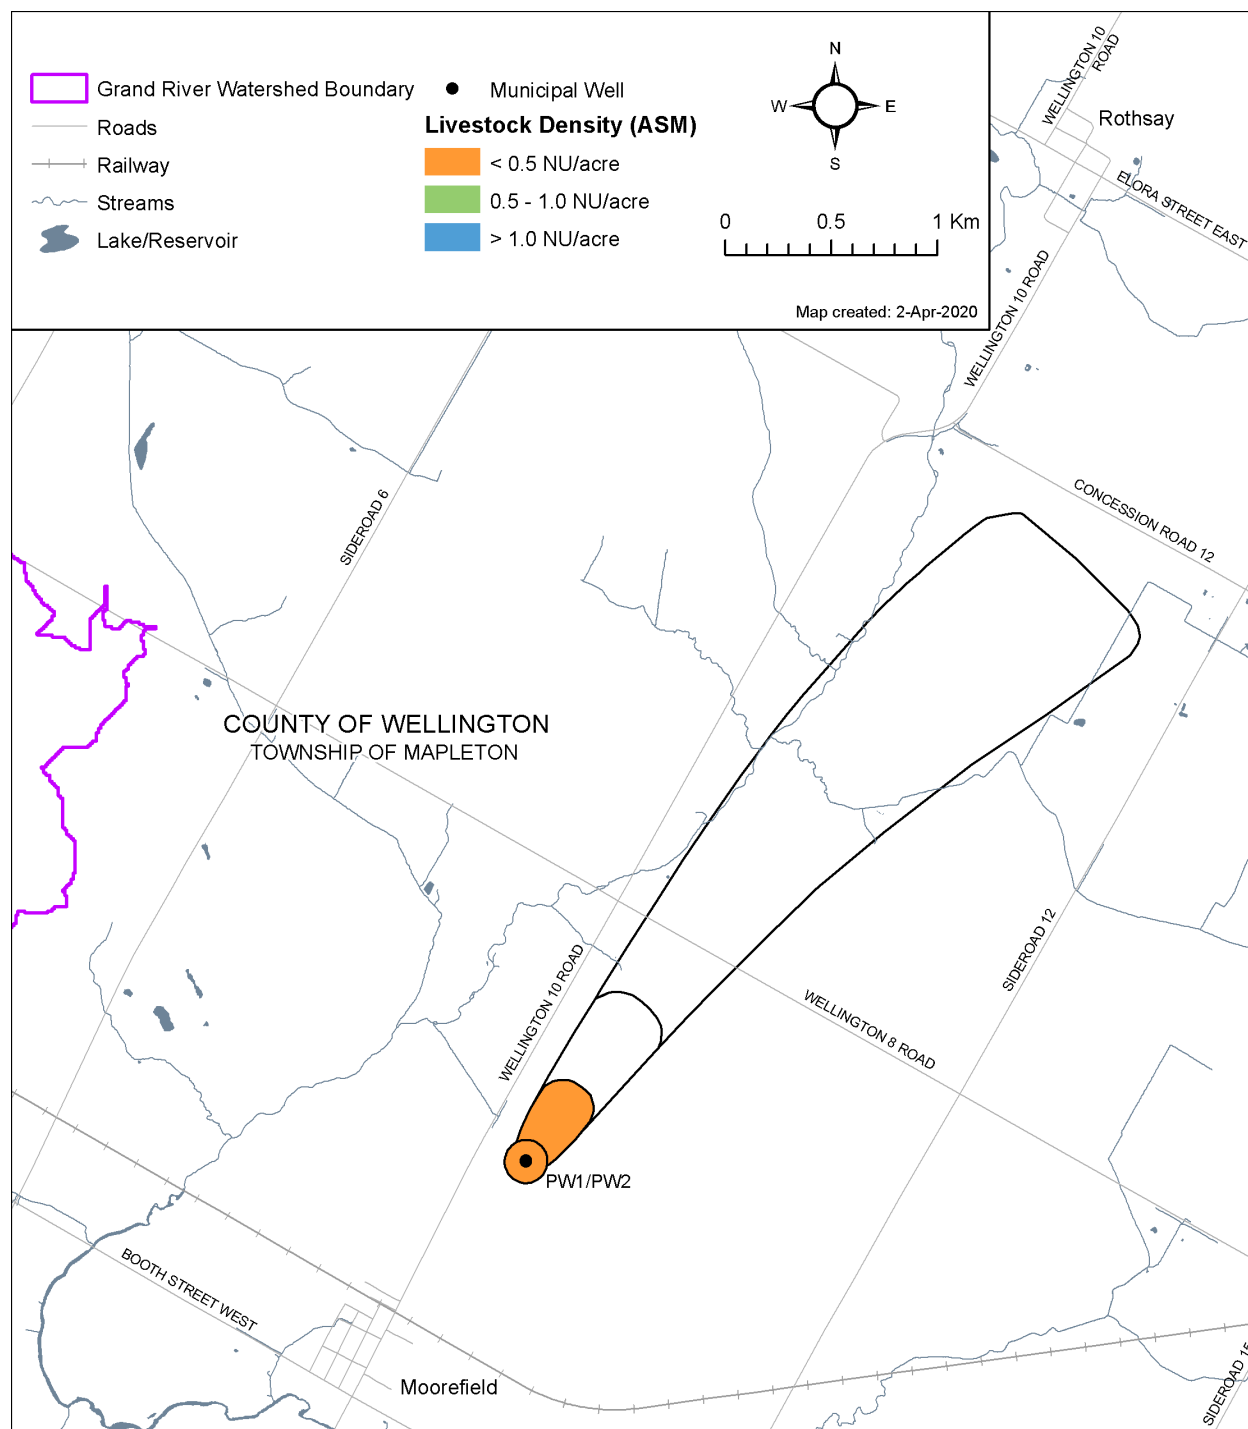 Grand River Watershed Boundary
Roads
Railway
Streams
Lake/Reservoir
Municipal Well
Livestock Density (ASM)
< 0.5 NU/acre
0.5 - 1.0 NU/acre
> 1.0 NU/acre
N
W
E
S
0 0.5 1 Km
Map created: 2-Apr-2020
WELLINGTON 10
ROAD
Rothsay
ELORA STREET EAST
WELLINGTON 10 ROAD
CONCESSION ROAD 12
SIDEROAD 6
COUNTY OF WELLINGTON
TOWNSHIP OF MAPLETON
SIDEROAD 12
WELLINGTON 10 ROAD
WELLINGTON 8 ROAD
PW1/PW2
BOOTH STREET WEST
Moorefield
SIDEROAD 15